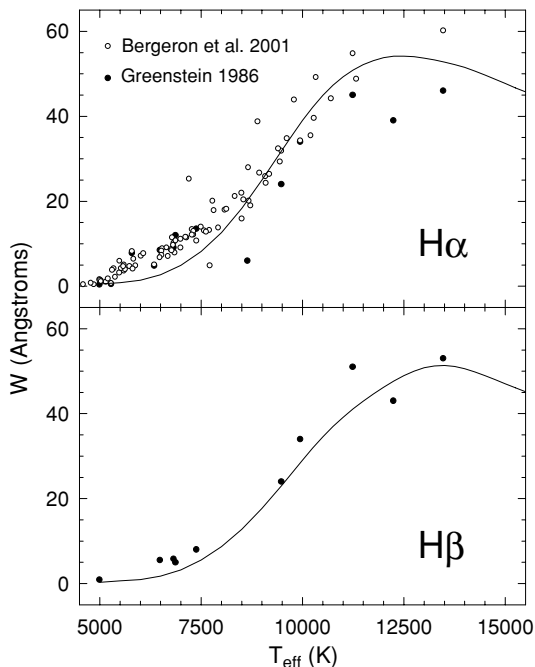 60
Bergeron et al. 2001
Greenstein 1986
40
20
Hα
0
W (Angstroms)
60
40
20
Hβ
0
5000 7500 10000 12500 15000
T_eff (K)